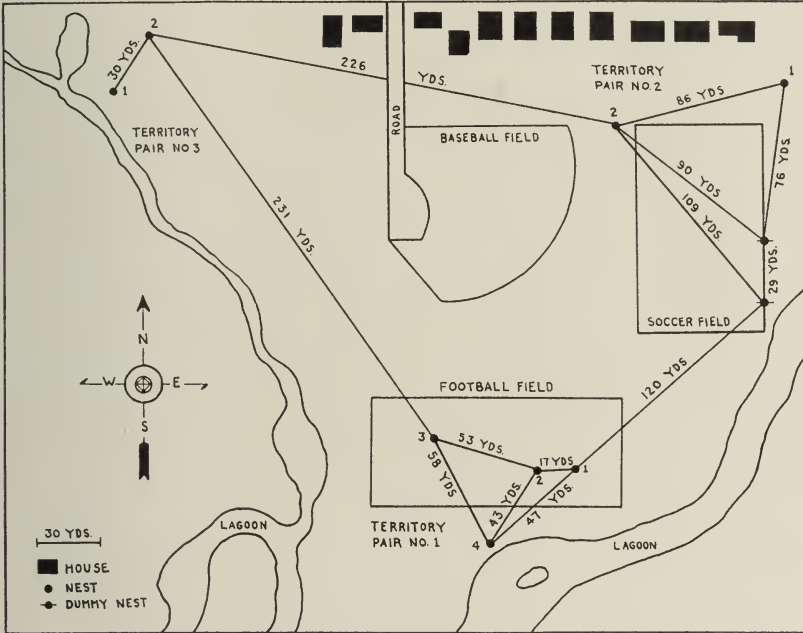 2
30 YDS.
1
226
YDS.
TERRITORY
PAIR NO.2
1
86 YDS
2
TERRITORY
PAIR NO 3
ROAD
BASEBALL FIELD
90 YDS
109 YDS.
76 YDS.
231 YDS.
29 YDS.
SOCCER FIELD
N
W
E
S
120 YDS.
FOOTBALL FIELD
3
53 YDS.
17 YDS
2
1
58 YDS
43 YDS.
47 YDS.
TERRITORY
PAIR NO. 1
4
LAGOON
LAGOON
30 YDS.
HOUSE
NEST
DUMMY NEST